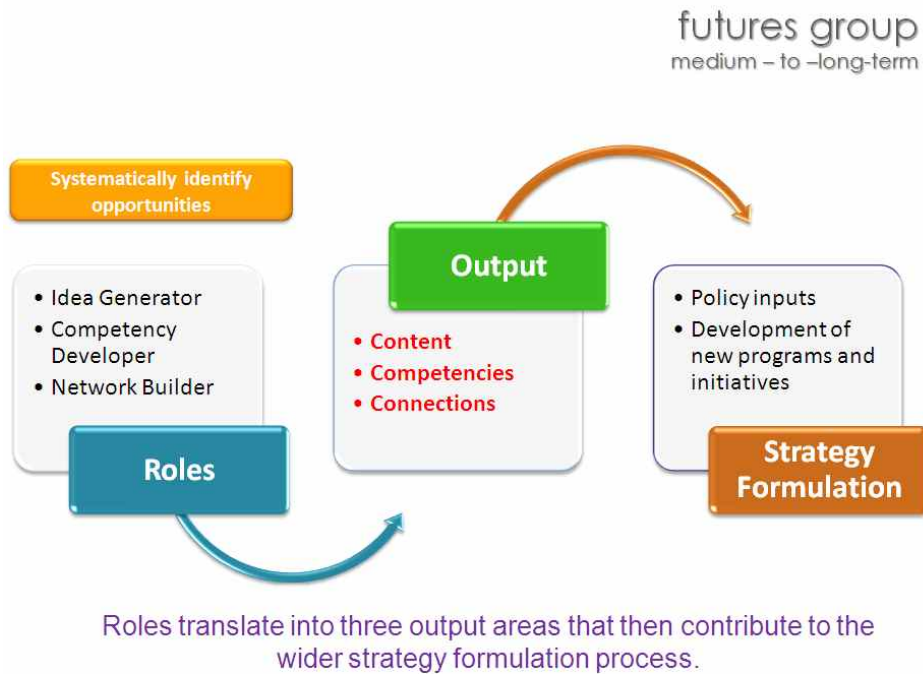 futures group
medium – to –long-term
Systematically identify
opportunities
• Idea Generator
• Competency
Developer
• Network Builder
Roles
Output
• Content
• Competencies
• Connections
• Policy inputs
• Development of
new programs and
initiatives
Strategy
Formulation
Roles translate into three output areas that then contribute to the
wider strategy formulation process.